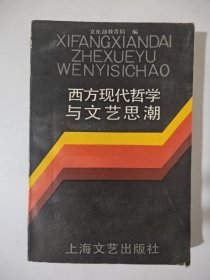 文化部教育局 编
XIFANGXIANDAI
ZHEXUEYU
WENYISICHAO
西方现代哲学
与文艺思潮
上海文艺出版社